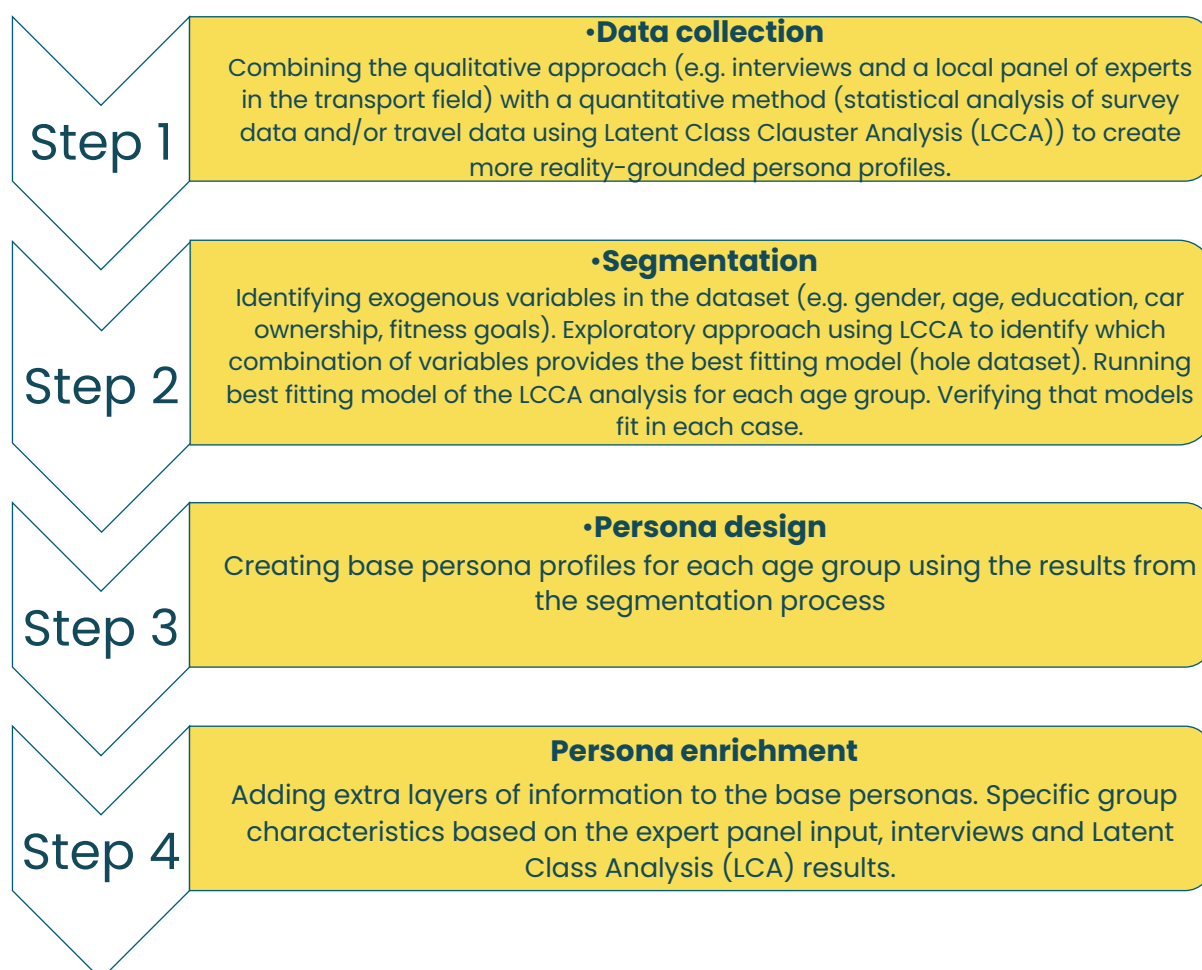 Step 1
•Data collection
Combining the qualitative approach (e.g. interviews and a local panel of experts
in the transport field) with a quantitative method (statistical analysis of survey
data and/or travel data using Latent Class Clauster Analysis (LCCA)) to create
more reality-grounded persona profiles.
Step 2
•Segmentation
Identifying exogenous variables in the dataset (e.g. gender, age, education, car
ownership, fitness goals). Exploratory approach using LCCA to identify which
combination of variables provides the best fitting model (hole dataset). Running
best fitting model of the LCCA analysis for each age group. Verifying that models
fit in each case.
Step 3
•Persona design
Creating base persona profiles for each age group using the results from
the segmentation process
Step 4
Persona enrichment
Adding extra layers of information to the base personas. Specific group
characteristics based on the expert panel input, interviews and Latent
Class Analysis (LCA) results.